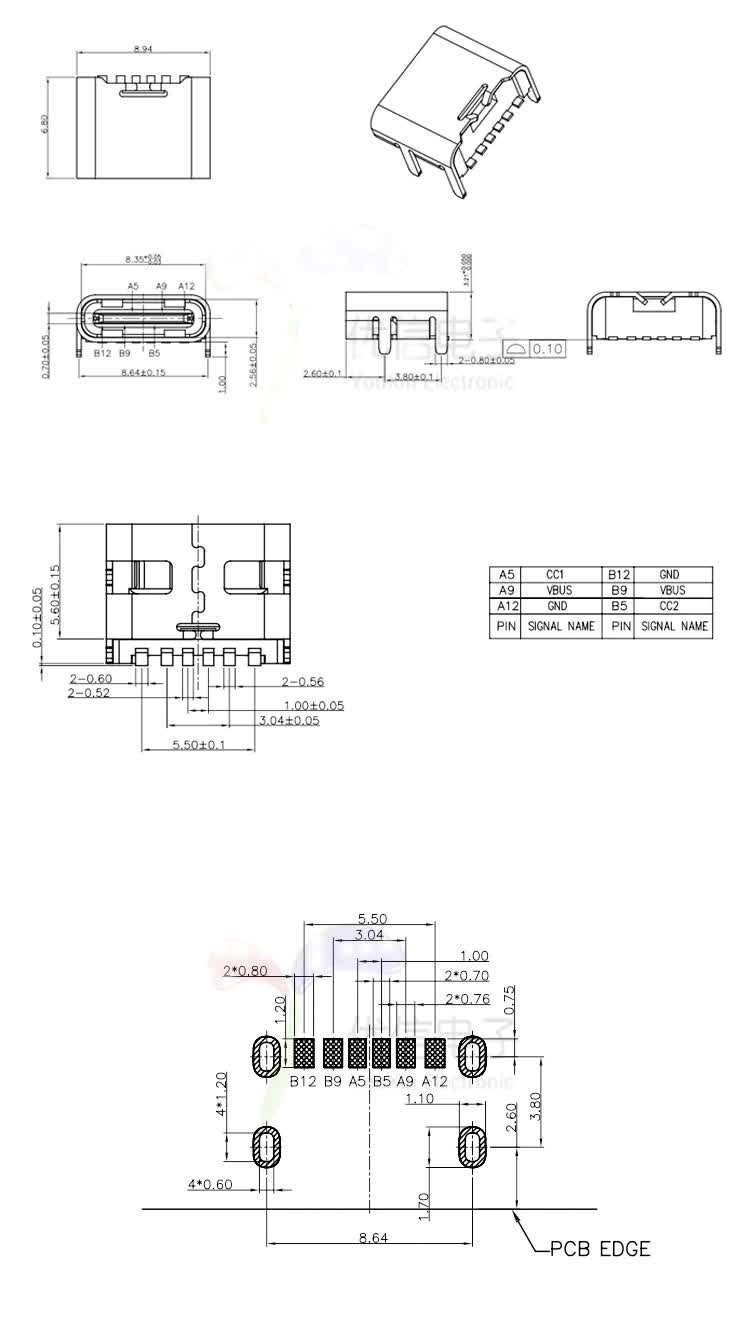 8.94
6.80
8.35+0.05-0.03
A5 A9 A12
B12 B9 B5
0.70±0.05
8.64±0.15
1.00
2.56±0.05
2.60±0.1
3.80±0.1
2-0.80±0.05
0.10
优信电子
Youxin Electronic
5.60±0.15
0.10±0.05
2-0.60
2-0.52
2-0.56
1.00±0.05
3.04±0.05
5.50±0.1
A5 CC1 B12 GND
A9 VBUS B9 VBUS
A12 GND B5 CC2
PIN SIGNAL NAME PIN SIGNAL NAME
5.50
3.04
1.00
2*0.80
2*0.70
2*0.76
1.20
0.75
优信电子
B12 B9 A5 B5 A9 A12
Electronic
4*1.20
1.10
2.60
3.80
4*0.60
1.70
8.64
PCB EDGE